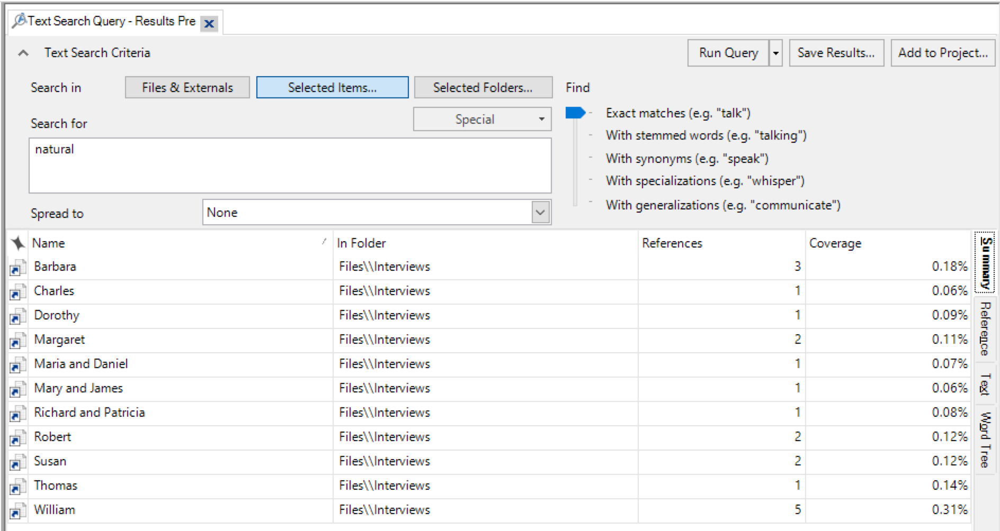 Text Search Query - Results Pre
Text Search Criteria
Run Query
Save Results...
Add to Project...
Search in
Files & Externals
Selected Items...
Selected Folders...
Find
Search for
Special
natural
Spread to
None
Exact matches (e.g. "talk")
With stemmed words (e.g. "talking")
With synonyms (e.g. "speak")
With specializations (e.g. "whisper")
With generalizations (e.g. "communicate")
Name In Folder References Coverage
Barbara Files\\Interviews 3 0.18%
Charles Files\\Interviews 1 0.06%
Dorothy Files\\Interviews 1 0.09%
Margaret Files\\Interviews 2 0.11%
Maria and Daniel Files\\Interviews 1 0.07%
Mary and James Files\\Interviews 1 0.06%
Richard and Patricia Files\\Interviews 1 0.08%
Robert Files\\Interviews 2 0.12%
Susan Files\\Interviews 2 0.12%
Thomas Files\\Interviews 1 0.14%
William Files\\Interviews 5 0.31%
Summary
Reference
Text
Word Tree